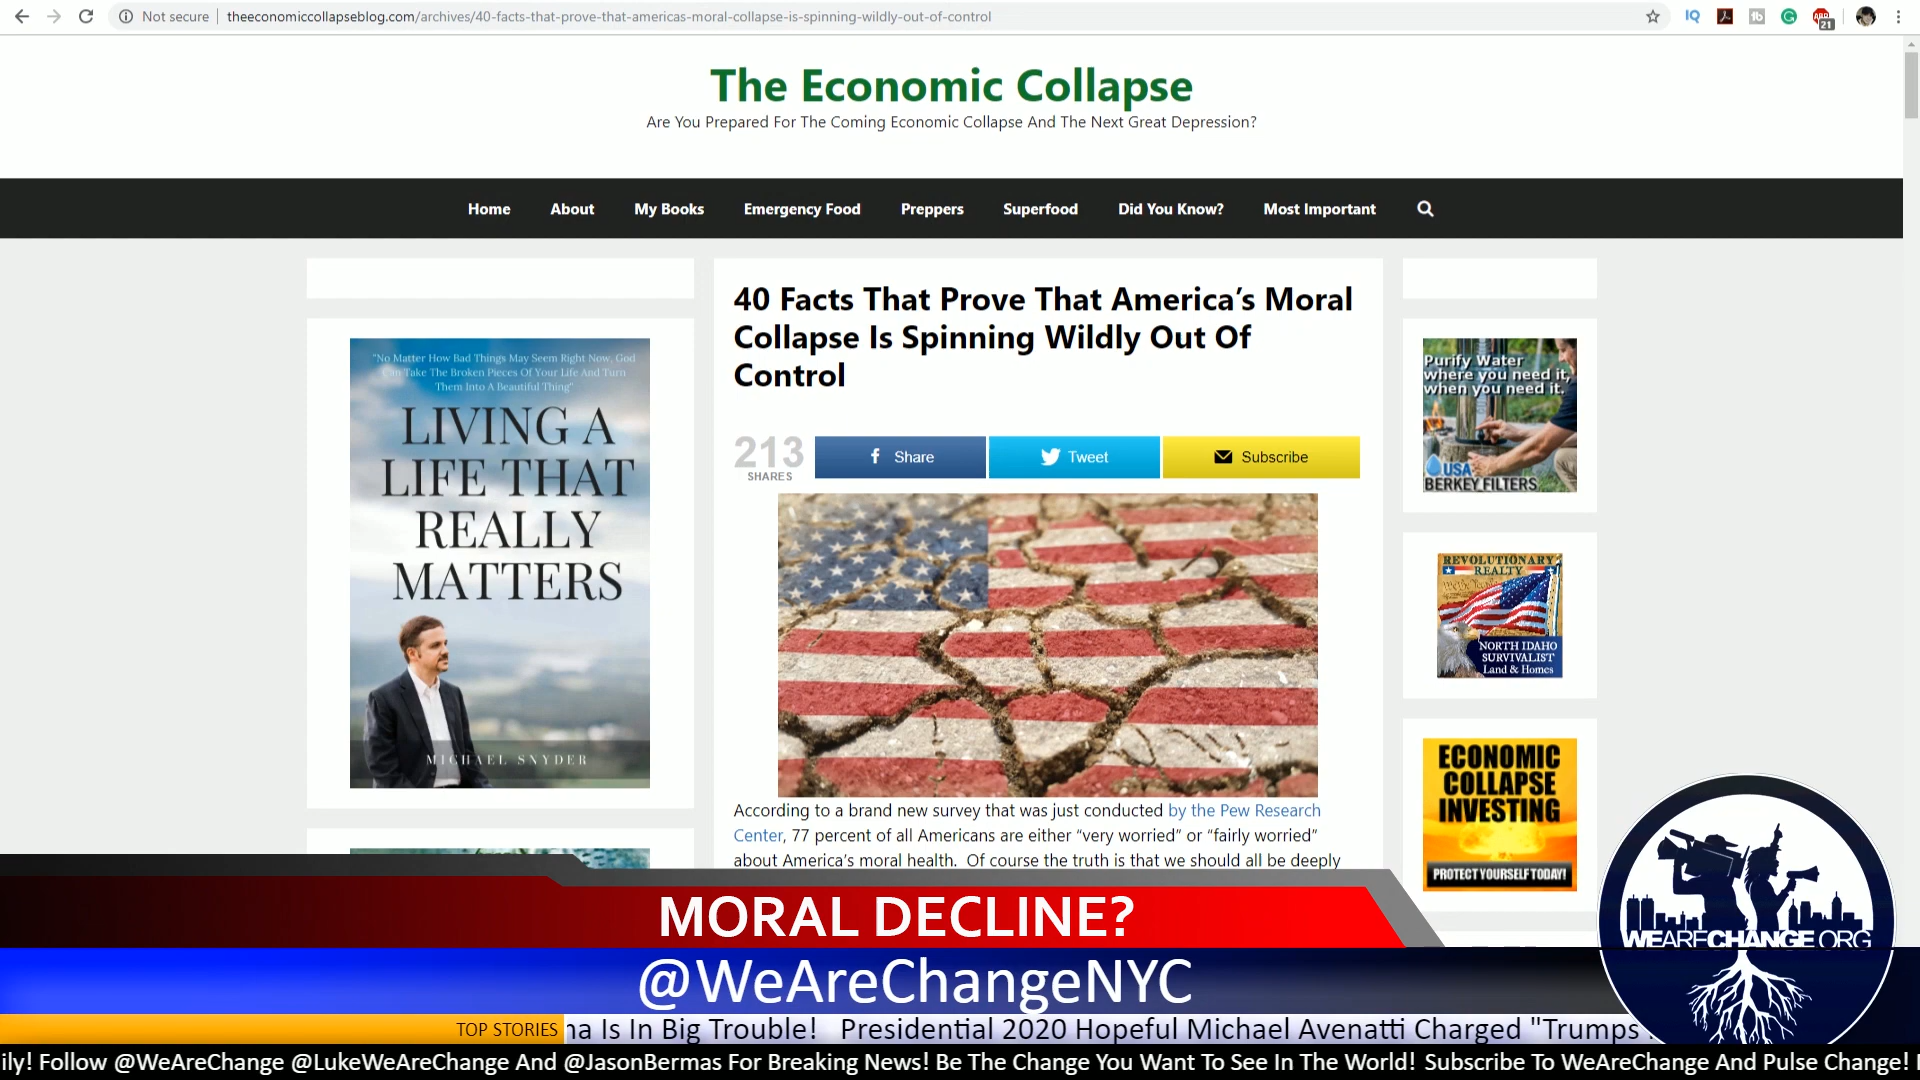 Not secure
theeconomiccollapseblog.com/archives/40-facts-that-prove-that-americas-moral-collapse-is-spinning-wildly-out-of-control
IQ
21
The Economic Collapse
Are You Prepared For The Coming Economic Collapse And The Next Great Depression?
Home
About
My Books
Emergency Food
Preppers
Superfood
Did You Know?
Most Important
"No Matter How Bad Things May Seem Right Now, God
Can Take The Broken Pieces Of Your Life And Turn
Them Into A Beautiful Thing"
LIVING A
LIFE THAT
REALLY
MATTERS
MICHAEL SNYDER
40 Facts That Prove That America’s Moral
Collapse Is Spinning Wildly Out Of
Control
213
SHARES
Share
Tweet
Subscribe
According to a brand new survey that was just conducted by the Pew Research
Center, 77 percent of all Americans are either “very worried” or “fairly worried”
about America’s moral health.  Of course the truth is that we should all be deeply
Purify Water
where you need it,
when you need it.
USA
BERKEY FILTERS
REVOLUTIONARY
REALTY
NORTH IDAHO
SURVIVALIST
Land & Homes
ECONOMIC
COLLAPSE
INVESTING
PROTECT YOURSELF TODAY!
WEARECHANGE.ORG
MORAL DECLINE?
@WeAreChangeNYC
TOP STORIES
na Is In Big Trouble!   Presidential 2020 Hopeful Michael Avenatti Charged "Trumps
ily! Follow @WeAreChange @LukeWeAreChange And @JasonBermas For Breaking News! Be The Change You Want To See In The World! Subscribe To WeAreChange And Pulse Change!